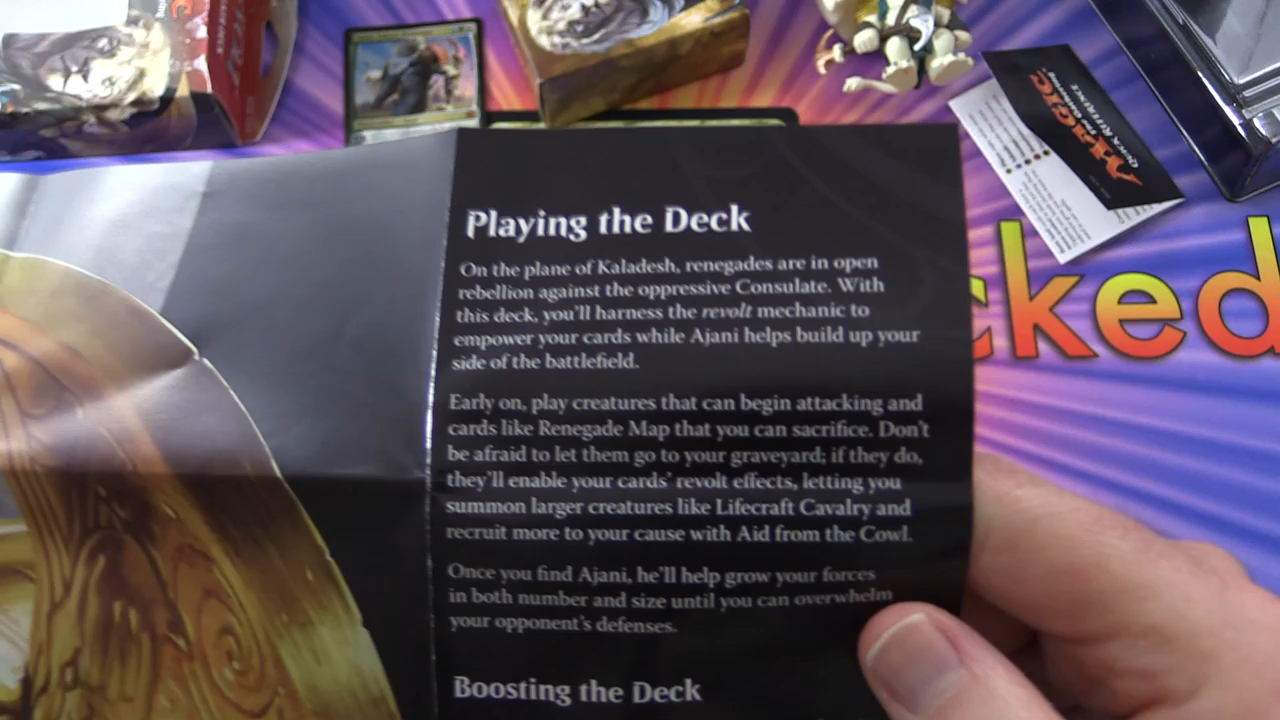 Playing the Deck
On the plane of Kaladesh, renegades are in open
rebellion against the oppressive Consulate. With
this deck, you'll harness the revolt mechanic to
empower your cards while Ajani helps build up your
side of the battlefield.
Early on, play creatures that can begin attacking and
cards like Renegade Map that you can sacrifice. Don't
be afraid to let them go to your graveyard; if they do,
they'll enable your cards' revolt effects, letting you
summon larger creatures like Lifecraft Cavalry and
recruit more to your cause with Aid from the Cowl.
Once you find Ajani, he'll help grow your forces
in both number and size until you can overwhelm
your opponent's defenses.
Boosting the Deck
MAGIC
QUICK REFERENCE
cked